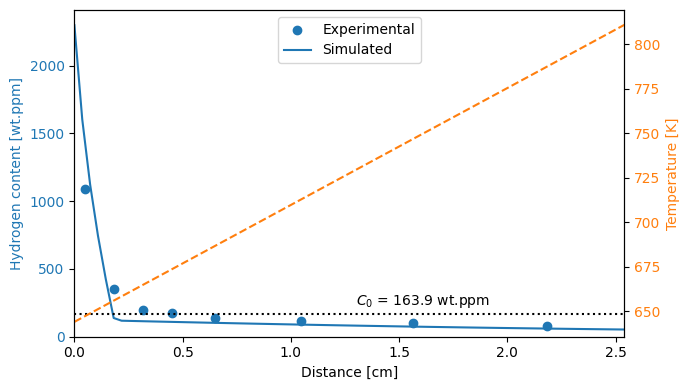 Experimental
Simulated
Hydrogen content [wt.ppm]
2000
1500
1000
500
0
800
775
750
725
700
675
650
Temperature [K]
C₀ = 163.9 wt.ppm
0.0 0.5 1.0 1.5 2.0 2.5
Distance [cm]